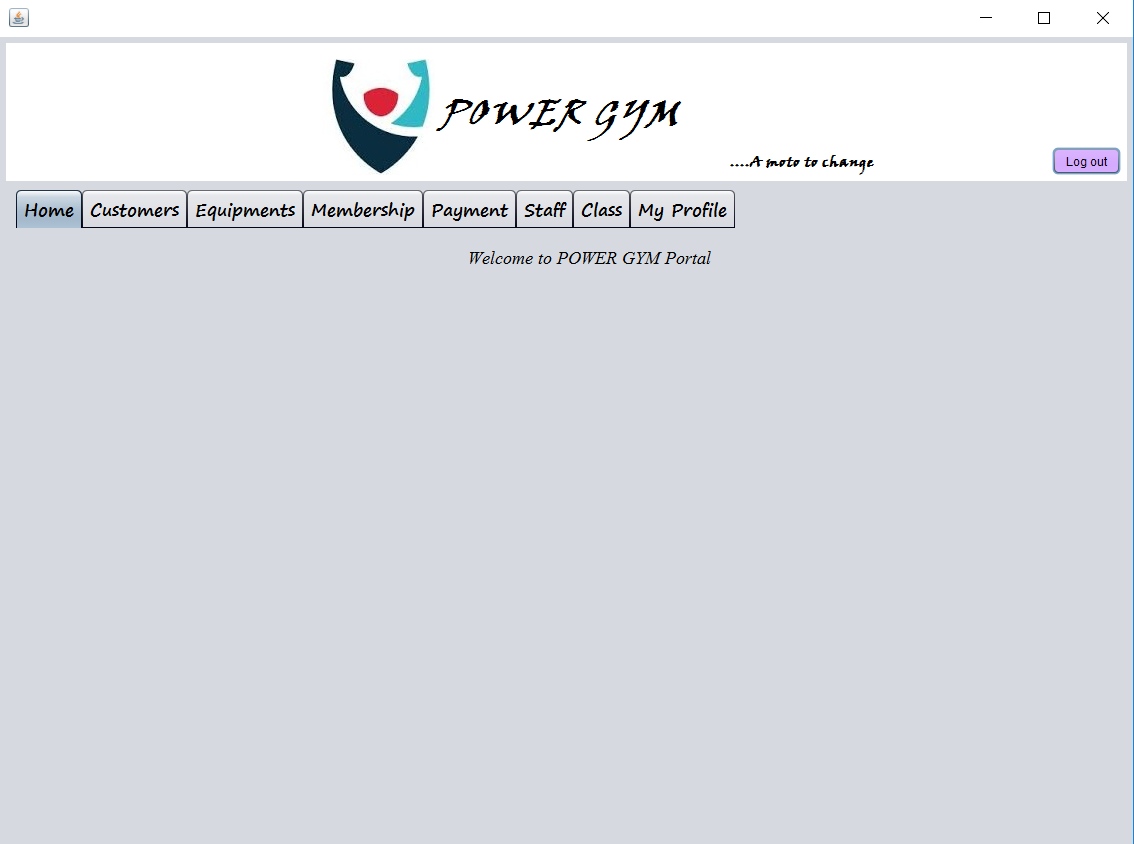 POWER GYM
....A moto to change
Log out
Home Customers Equipments Membership Payment Staff Class My Profile
Welcome to POWER GYM Portal